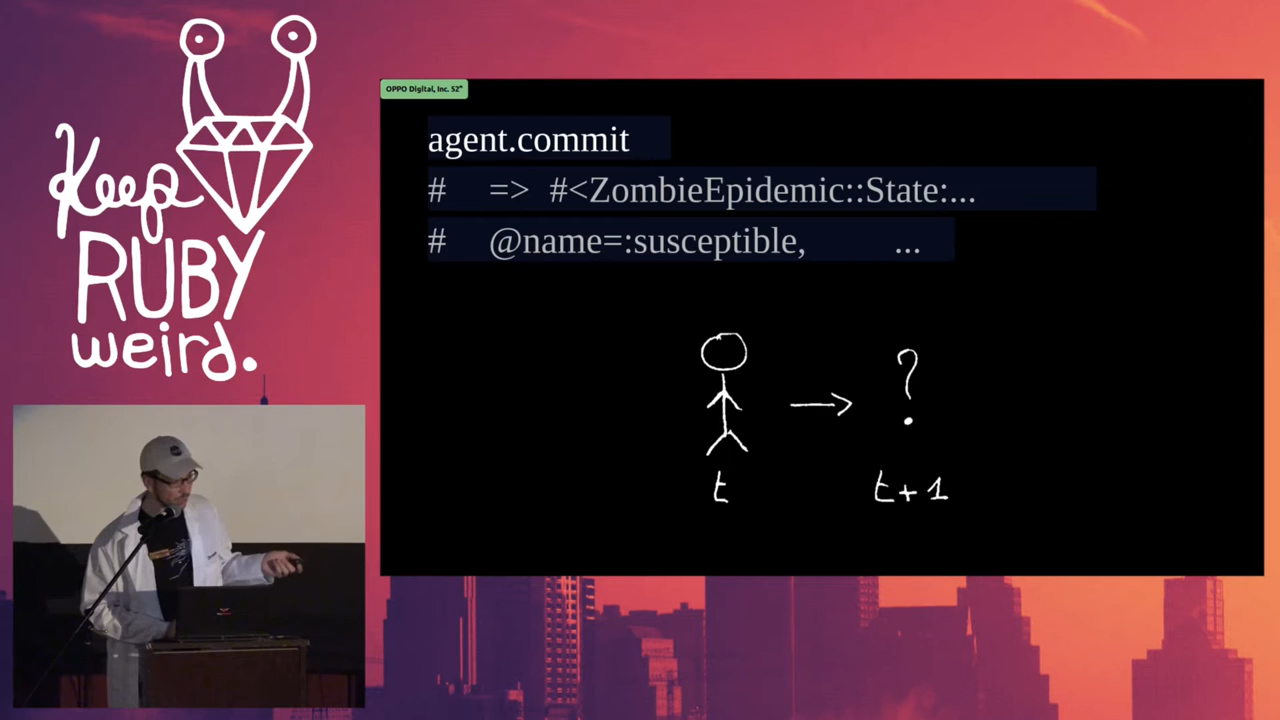 Keep
RUBY
weird.
OPPO Digital, Inc. 52"
agent.commit
# => #<ZombieEpidemic::State:...
# @name=:susceptible, ...
?
t
t+1